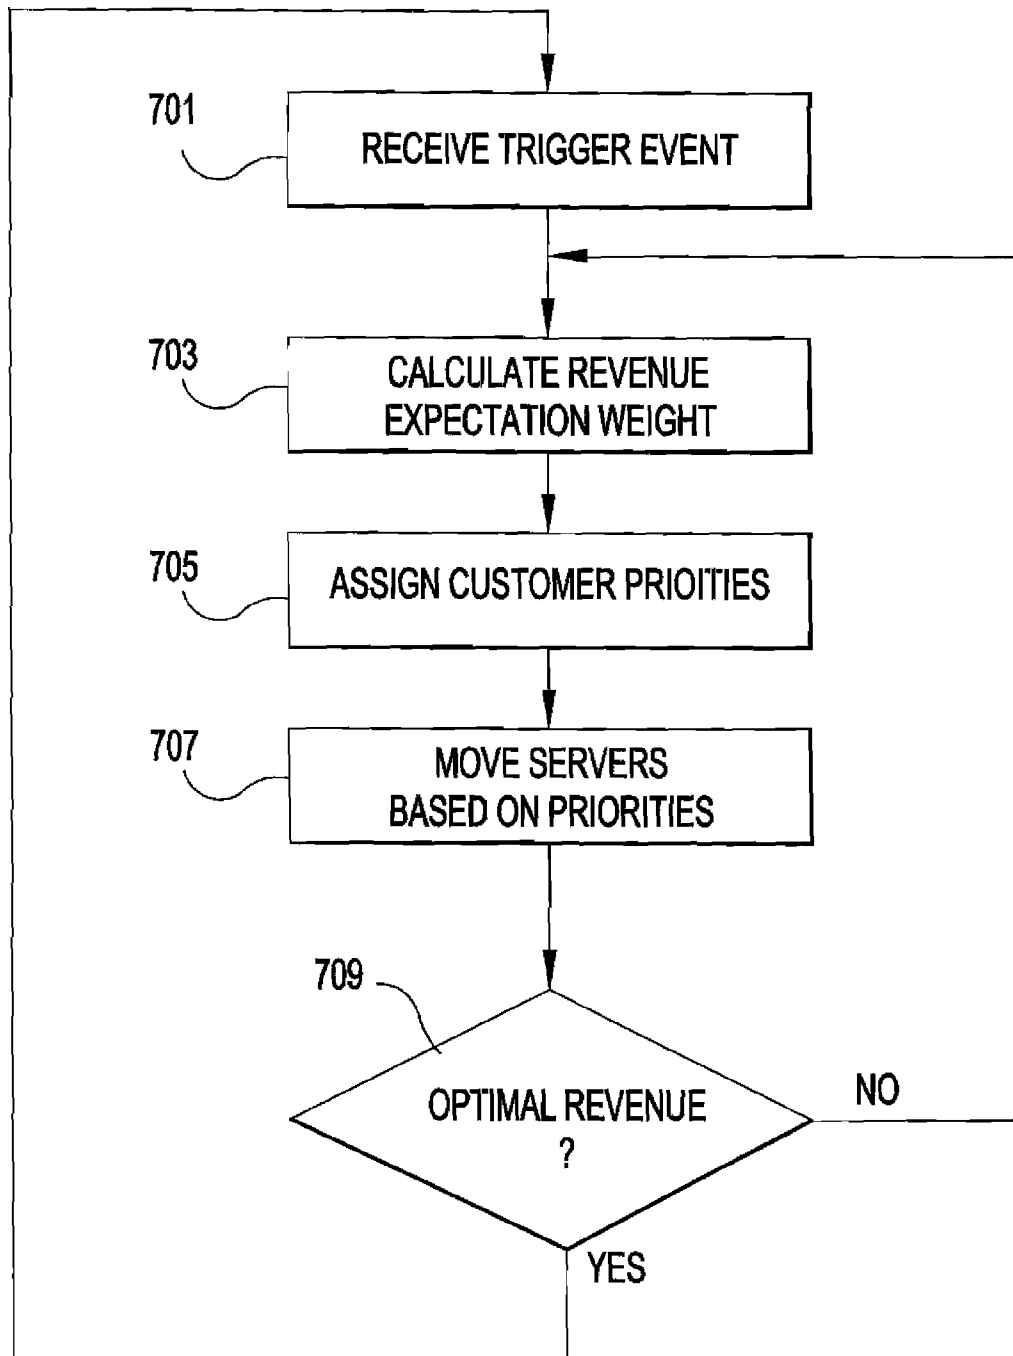 701
RECEIVE TRIGGER EVENT
703
CALCULATE REVENUE
EXPECTATION WEIGHT
705
ASSIGN CUSTOMER PRIOITIES
707
MOVE SERVERS
BASED ON PRIORITIES
709
OPTIMAL REVENUE
?
NO
YES